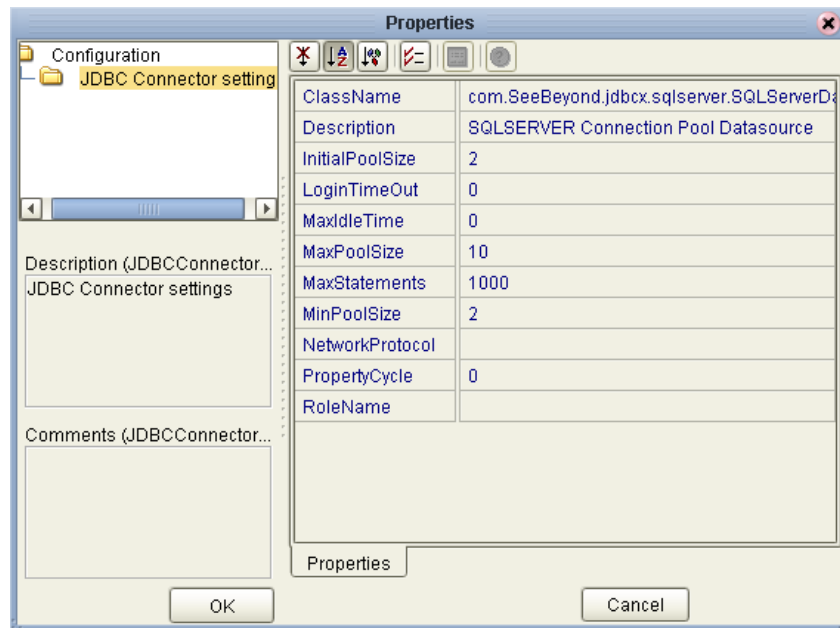 Properties
Configuration
JDBC Connector setting
ClassName com.SeeBeyond.jdbcx.sqlserver.SQLServerDa
Description SQLSERVER Connection Pool Datasource
InitialPoolSize 2
LoginTimeOut 0
MaxIdleTime 0
MaxPoolSize 10
MaxStatements 1000
MinPoolSize 2
NetworkProtocol
PropertyCycle 0
RoleName
Description (JDBCConnector...
JDBC Connector settings
Comments (JDBCConnector...
Properties
OK
Cancel